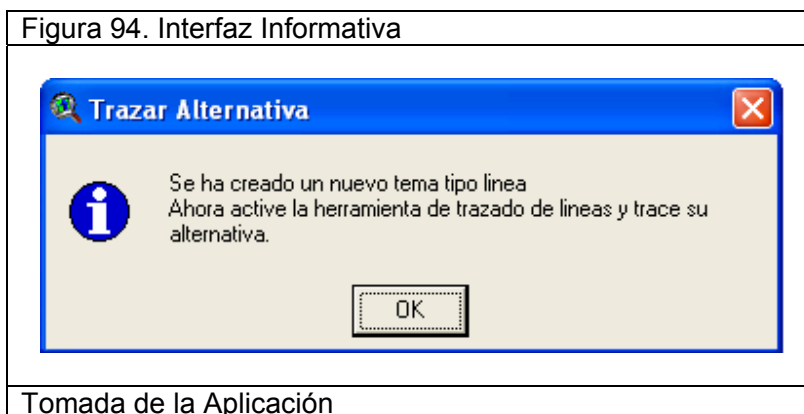 Figura 94. Interfaz Informativa
Trazar Alternativa
Se ha creado un nuevo tema tipo linea
Ahora active la herramienta de trazado de lineas y trace su
alternativa.
OK
Tomada de la Aplicación